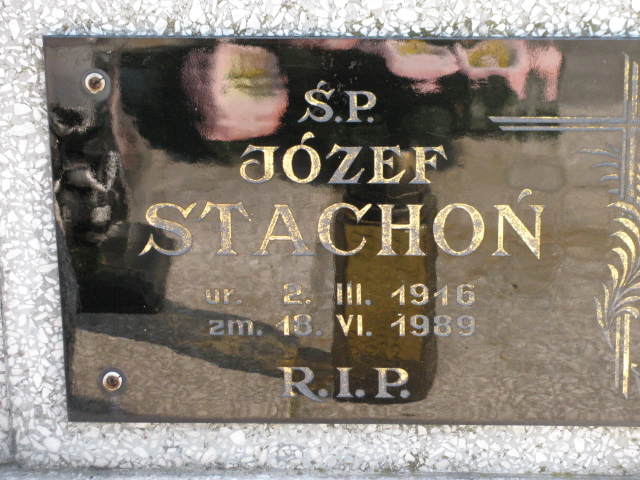 Ś.P.
JÓZEF
STACHOŃ
ur. 2. III. 1916
zm. 18. VI. 1989
R.I.P.